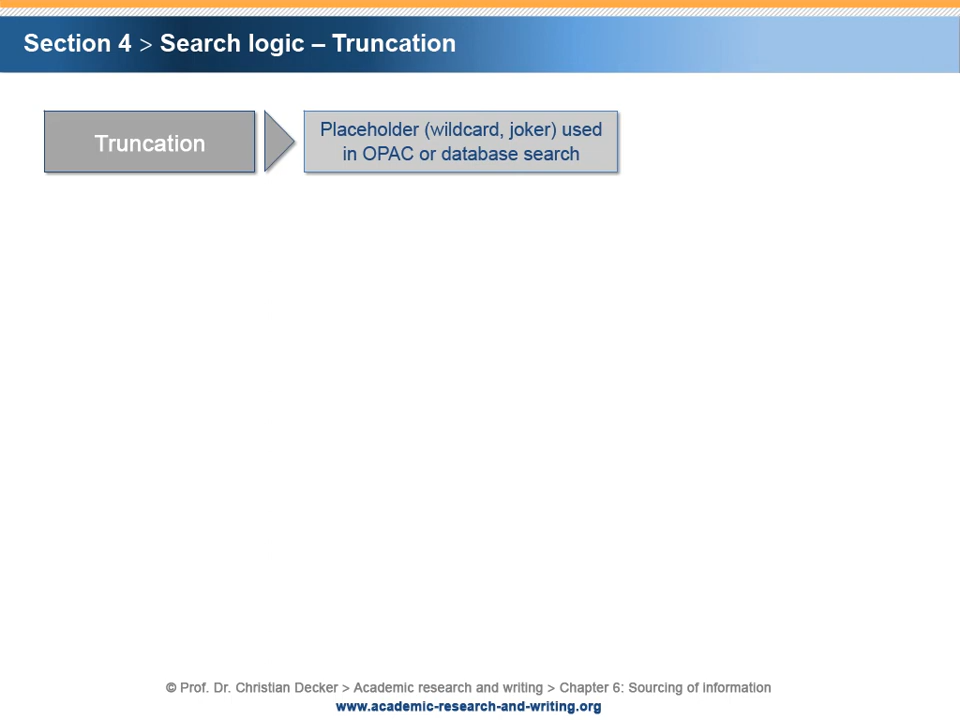 Section 4 > Search logic – Truncation
Truncation
Placeholder (wildcard, joker) used
in OPAC or database search
© Prof. Dr. Christian Decker > Academic research and writing > Chapter 6: Sourcing of information
www.academic-research-and-writing.org